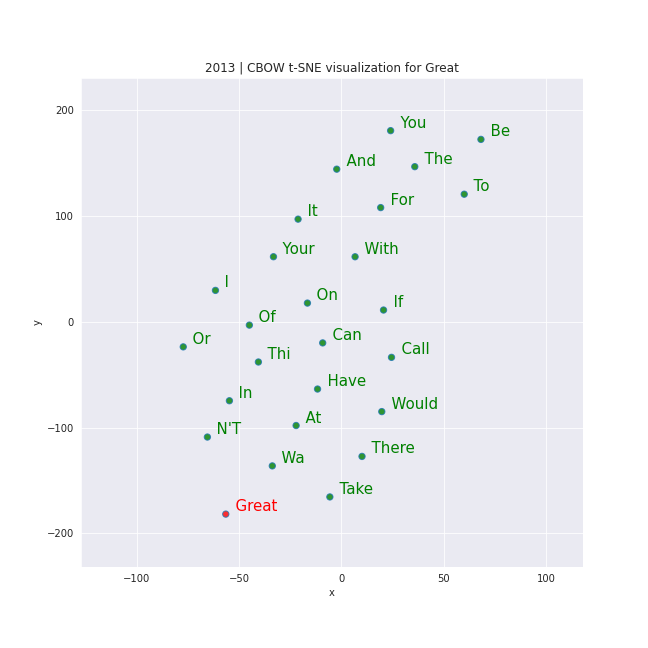 2013 | CBOW t-SNE visualization for Great
200
You
Be
And
The
To
For
100
It
Your
With
I
On
If
y
0
Of
Or
Can
Thi
Call
Have
In
Would
−100
At
N'T
There
Wa
Take
Great
−200
−100
−50
0
50
100
x